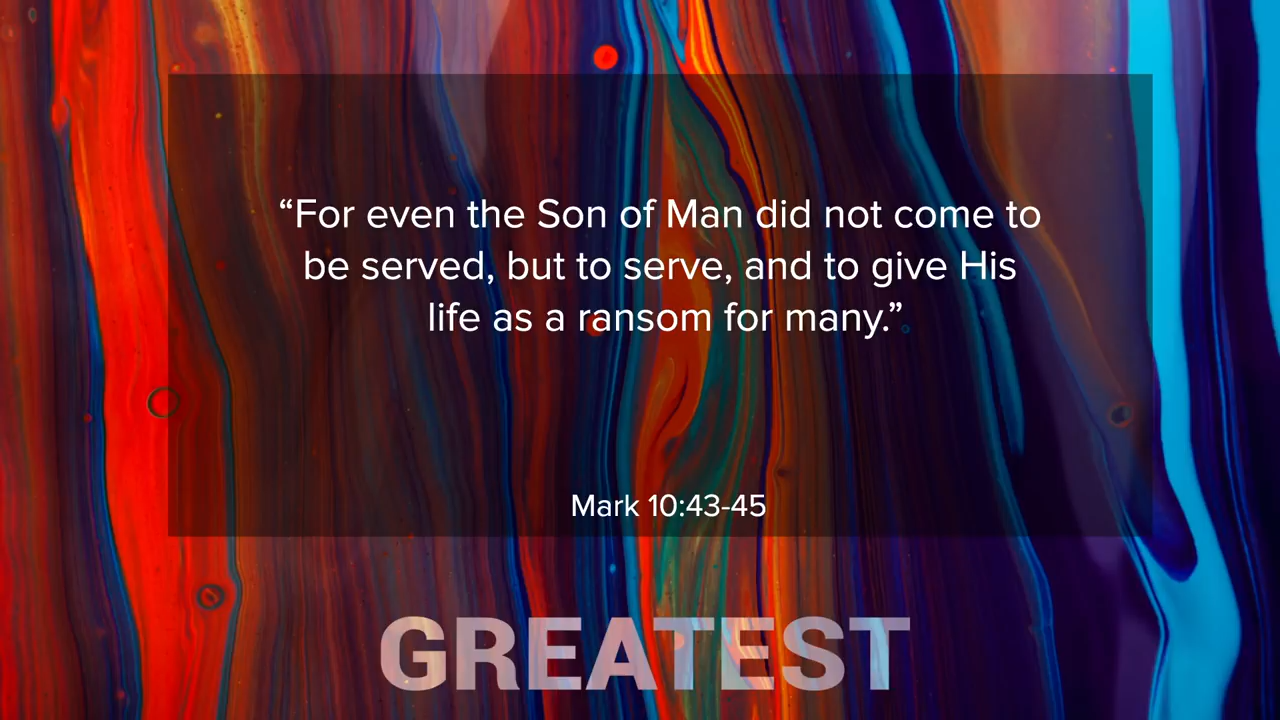 “For even the Son of Man did not come to
be served, but to serve, and to give His
life as a ransom for many.”
Mark 10:43-45
GREATEST